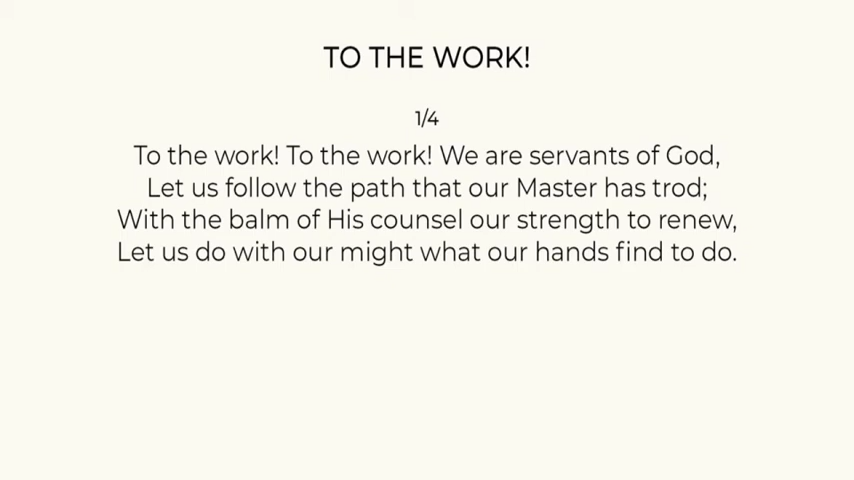 TO THE WORK!
1/4
To the work! To the work! We are servants of God,
Let us follow the path that our Master has trod;
With the balm of His counsel our strength to renew,
Let us do with our might what our hands find to do.